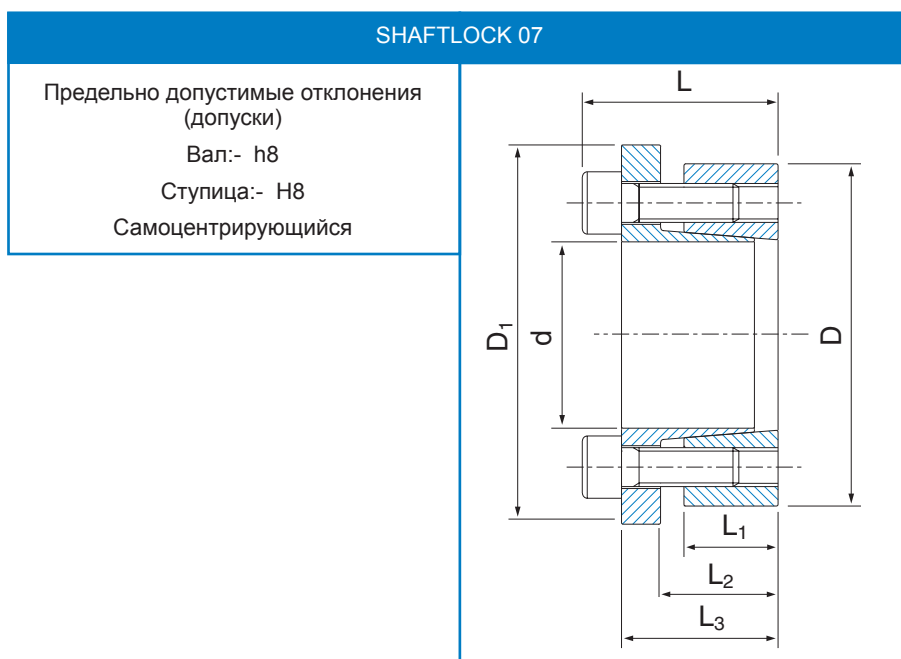 SHAFTLOCK 07
Предельно допустимые отклонения
(допуски)
Вал:- h8
Ступица:- H8
Самоцентрирующийся
L
D₁
d
D
L₁
L₂
L₃